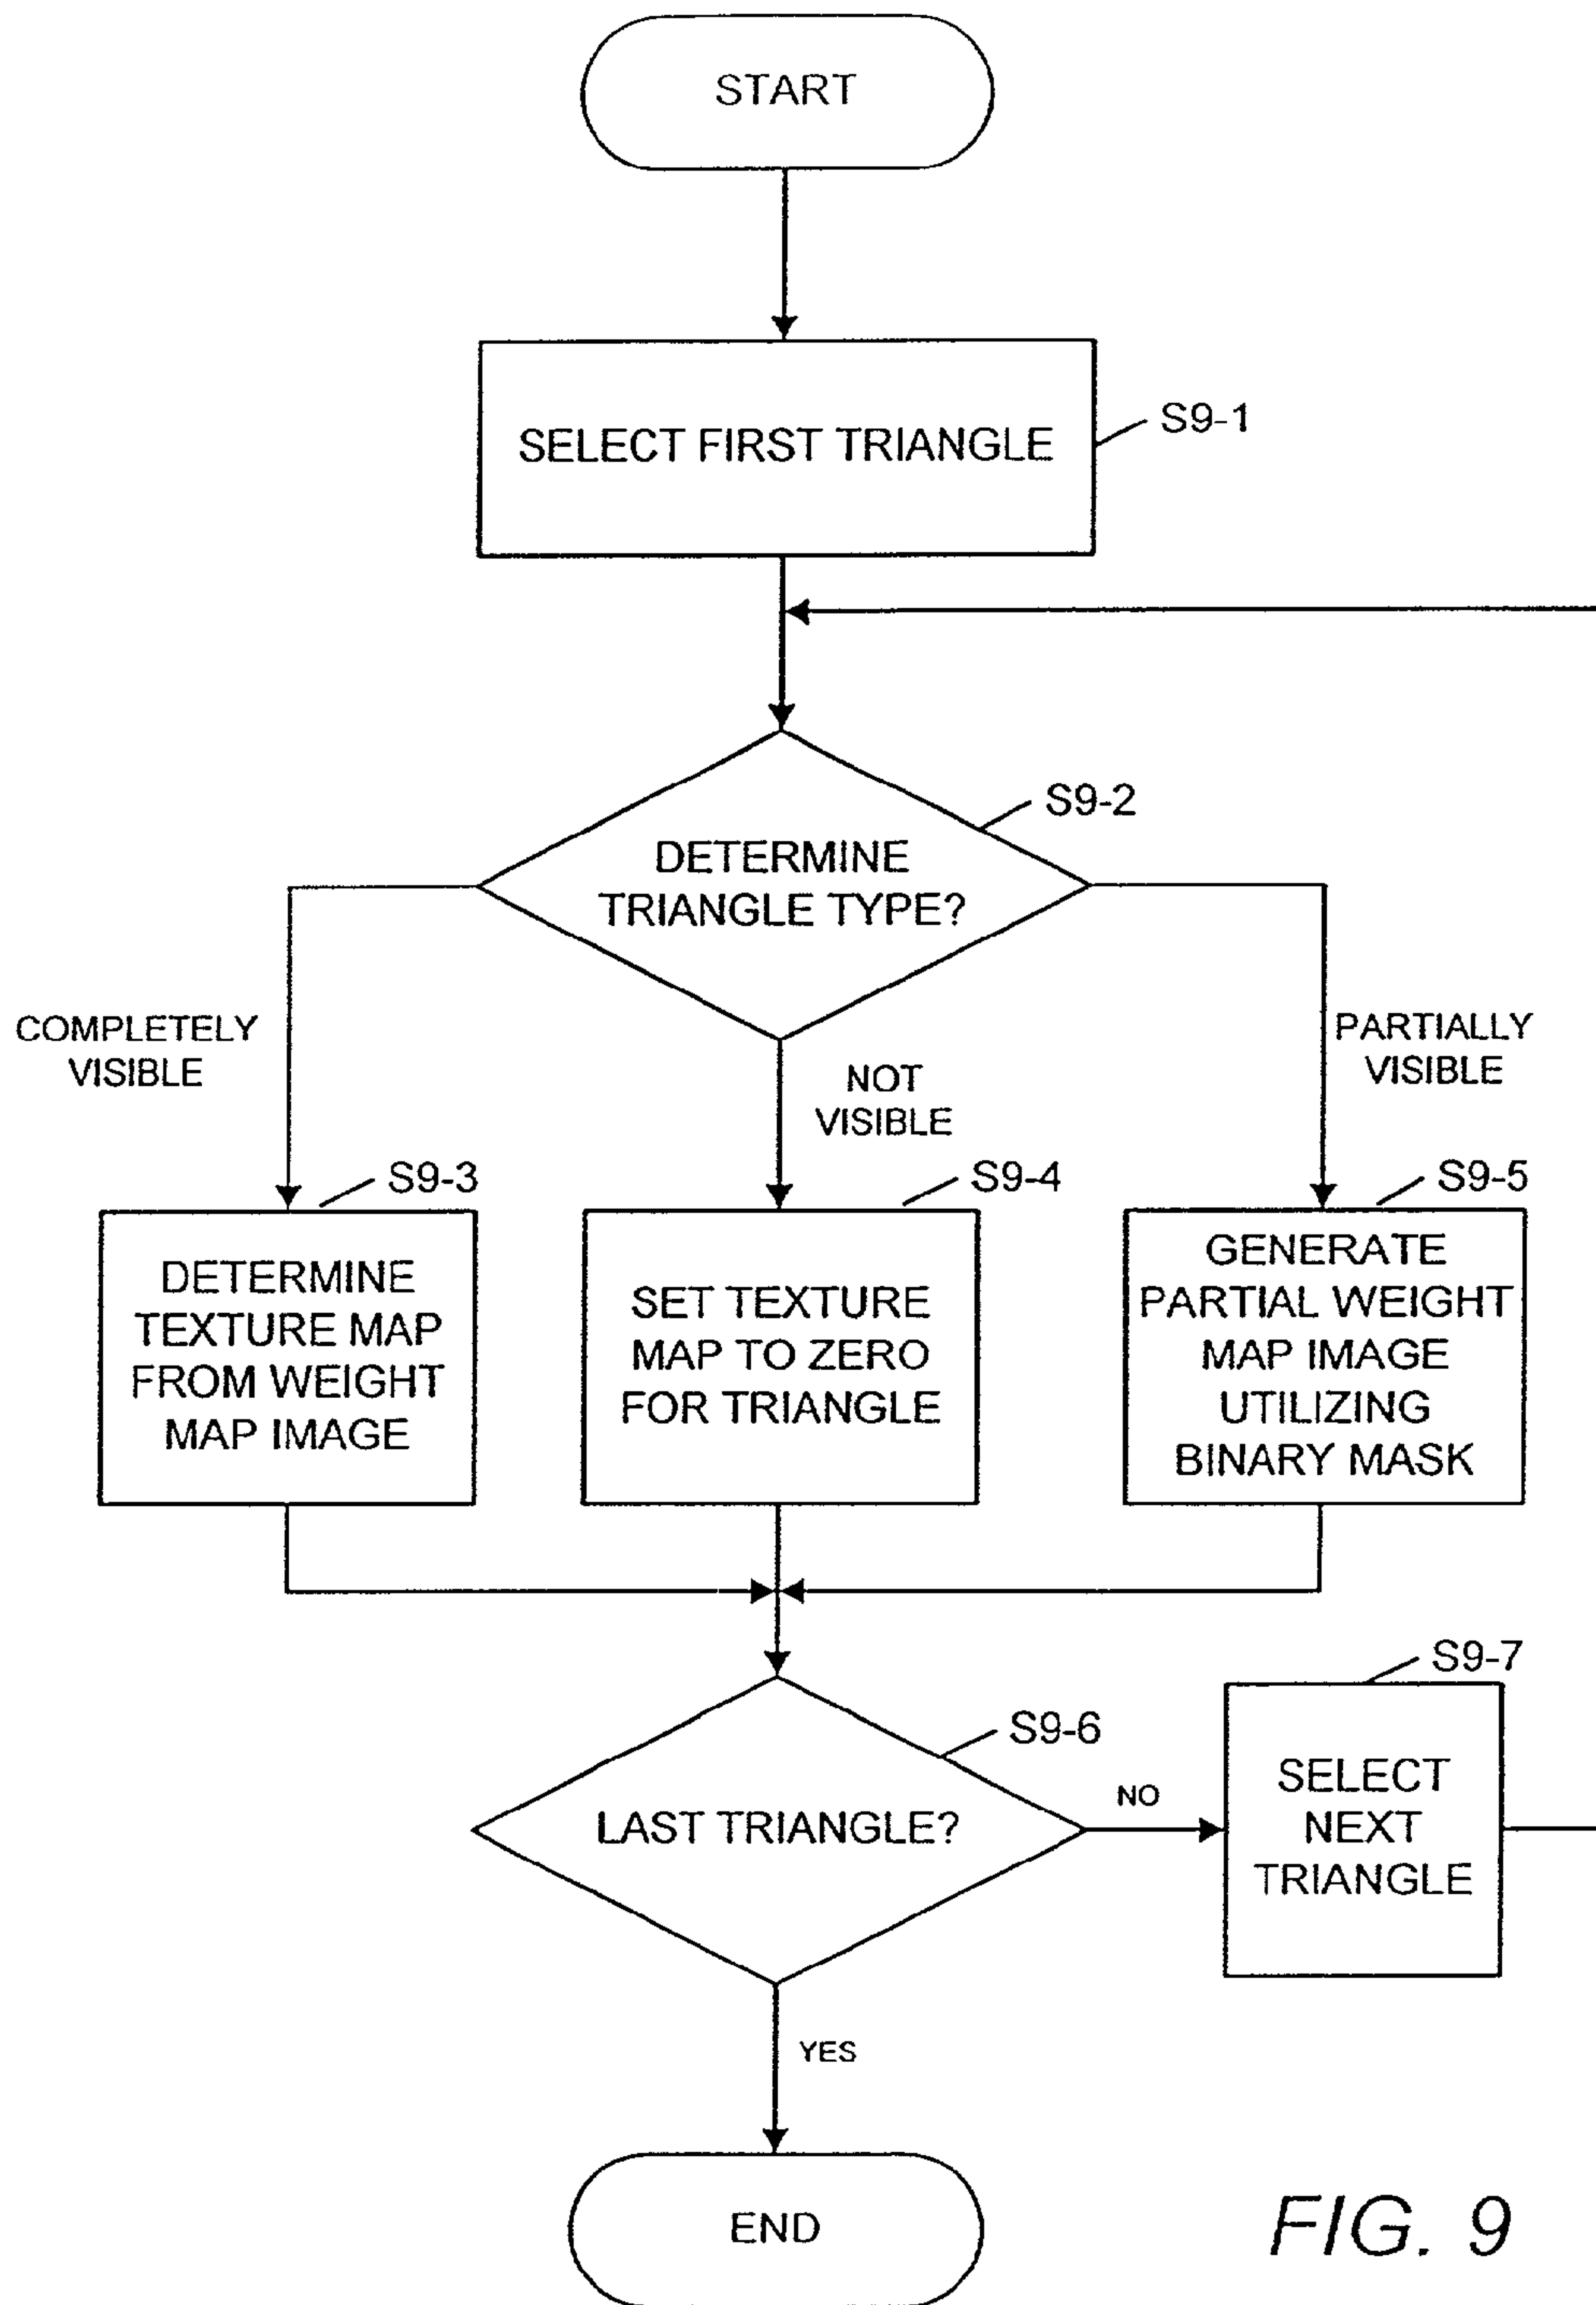 START
SELECT FIRST TRIANGLE
S9-1
S9-2
DETERMINE
TRIANGLE TYPE?
COMPLETELY
VISIBLE
NOT
VISIBLE
PARTIALLY
VISIBLE
S9-3
DETERMINE
TEXTURE MAP
FROM WEIGHT
MAP IMAGE
S9-4
SET TEXTURE
MAP TO ZERO
FOR TRIANGLE
S9-5
GENERATE
PARTIAL WEIGHT
MAP IMAGE
UTILIZING
BINARY MASK
S9-6
LAST TRIANGLE?
NO
S9-7
SELECT
NEXT
TRIANGLE
YES
END
FIG. 9